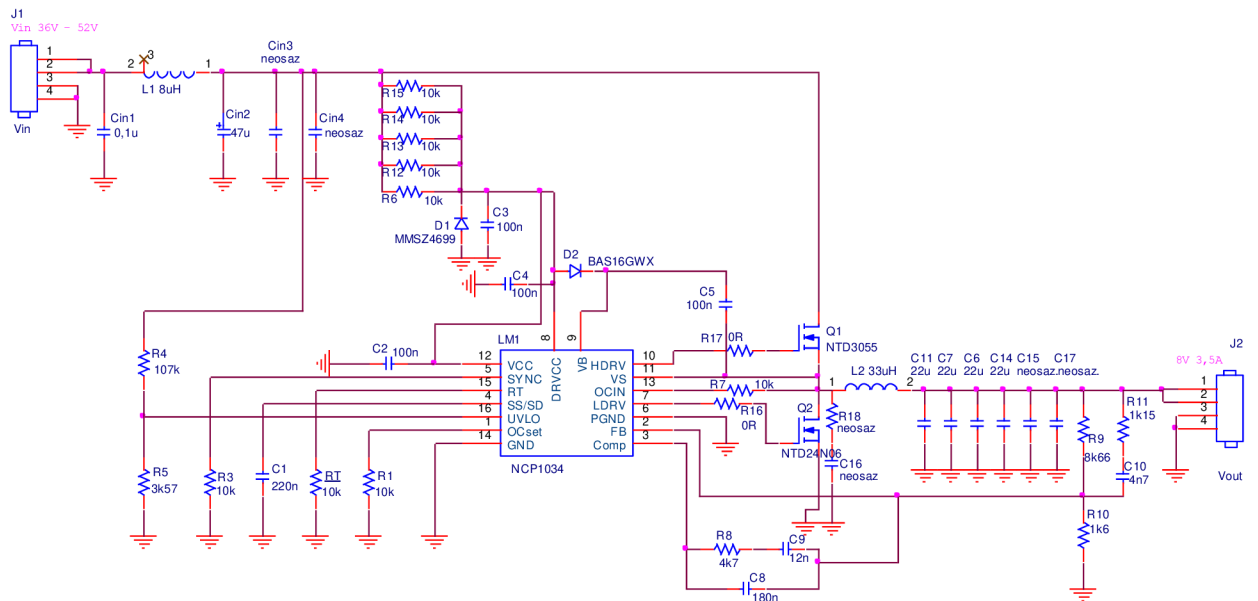 J1
Vin 36V - 52V
1
2
3
4
Vin
2
3
1
L1 8uH
Cin1
0,1u
Cin2
47u
Cin3
neosaz
Cin4
neosaz
R15
10k
R14
10k
R13
10k
R12
10k
R6
10k
D1
MMSZ4699
C3
100n
D2
BAS16GWX
C4
100n
C5
100n
R4
107k
C2
100n
LM1
8
9
12
5
15
4
16
1
14
VCC
SYNC
RT
SS/SD
UVLO
OCset
GND
DRVCC
VB
HDRV
VS
OCIN
LDRV
PGND
FB
Comp
10
11
13
7
6
2
3
NCP1034
R17
0R
Q1
NTD3055
R7
10k
R16
0R
Q2
NTD24N06
R18
neosaz
C16
neosaz
1
L2 33uH
2
C11 C7 C6 C14 C15 C17
22u 22u 22u 22u neosaz.neosaz.
R9
8k66
R11
1k15
C10
4n7
R10
1k6
8V 3,5A
J2
1
2
3
4
Vout
R5
3k57
R3
10k
C1
220n
RT
10k
R1
10k
R8
4k7
C9
12n
C8
180n